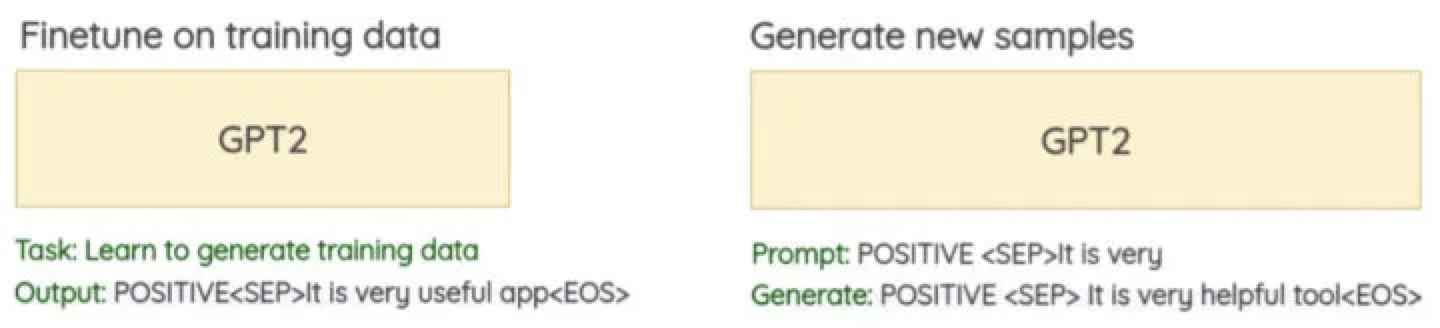 Finetune on training data
GPT2
Task: Learn to generate training data
Output: POSITIVE<SEP>It is very useful app<EOS>
Generate new samples
GPT2
Prompt: POSITIVE <SEP>It is very
Generate: POSITIVE <SEP> It is very helpful tool<EOS>